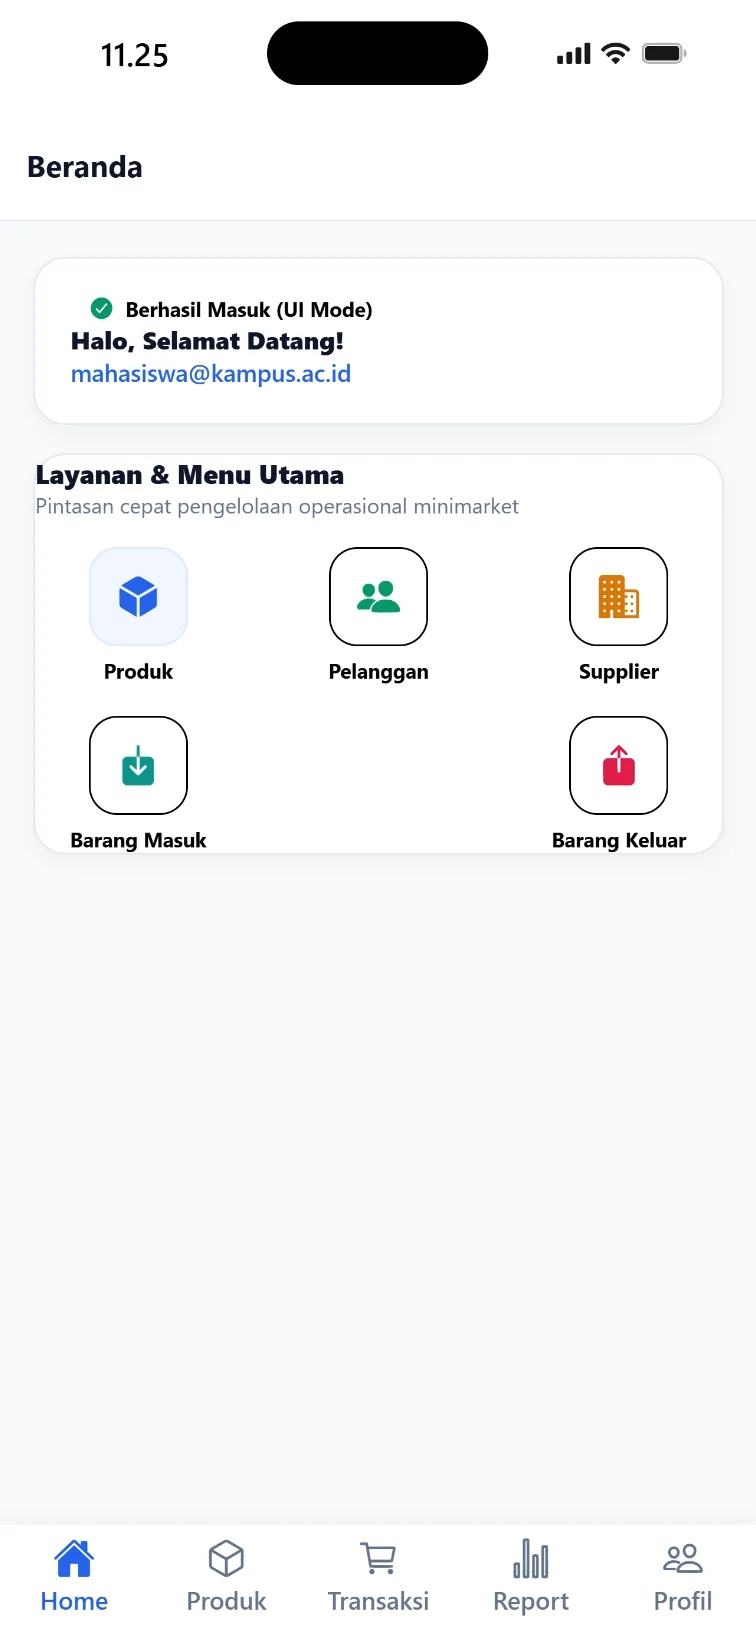 11.25
Beranda
Berhasil Masuk (UI Mode)
Halo, Selamat Datang!
mahasiswa@kampus.ac.id
Layanan & Menu Utama
Pintasan cepat pengelolaan operasional minimarket
Produk Pelanggan Supplier
Barang Masuk Barang Keluar
Home Produk Transaksi Report Profil